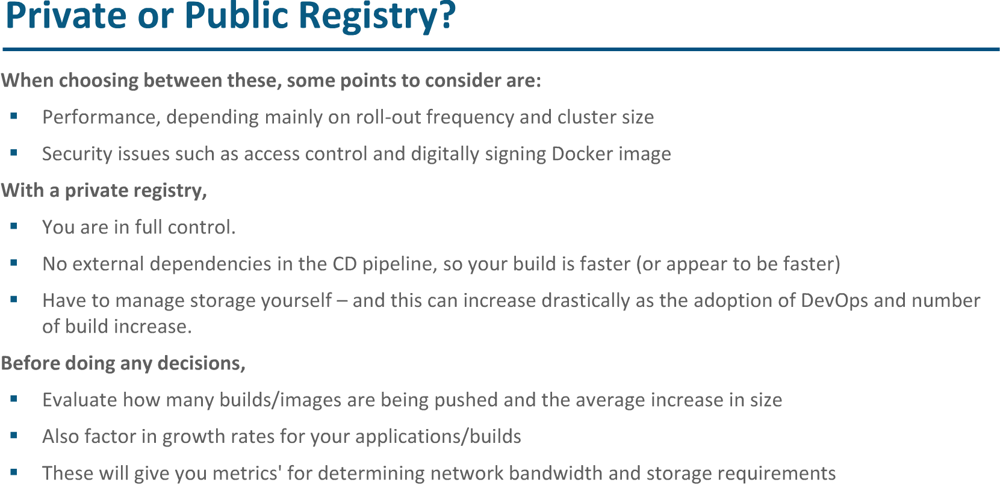 Private or Public Registry?
When choosing between these, some points to consider are:
▪ Performance, depending mainly on roll-out frequency and cluster size
▪ Security issues such as access control and digitally signing Docker image
With a private registry,
▪ You are in full control.
▪ No external dependencies in the CD pipeline, so your build is faster (or appear to be faster)
▪ Have to manage storage yourself – and this can increase drastically as the adoption of DevOps and number
of build increase.
Before doing any decisions,
▪ Evaluate how many builds/images are being pushed and the average increase in size
▪ Also factor in growth rates for your applications/builds
▪ These will give you metrics' for determining network bandwidth and storage requirements